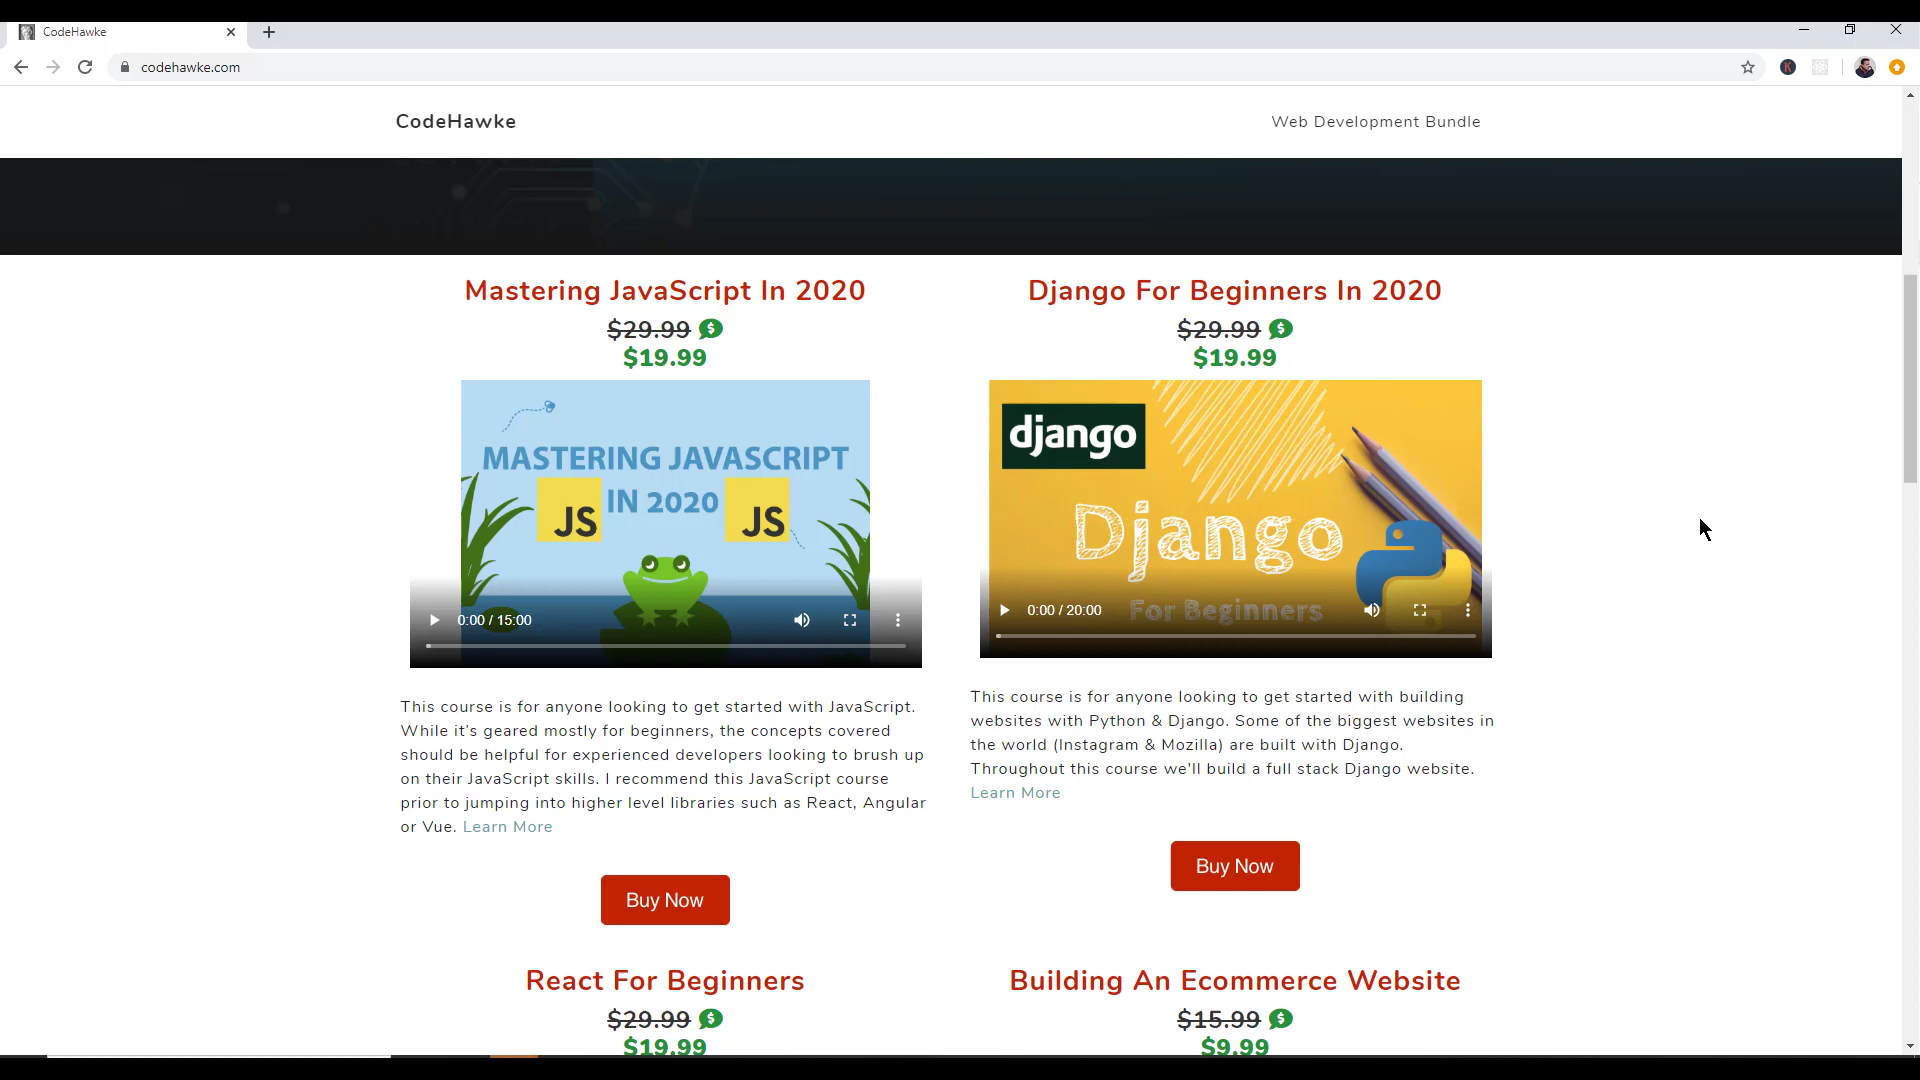 CodeHawke
codehawke.com
K
CodeHawke
Web Development Bundle
Mastering JavaScript In 2020
$29.99 $
$19.99
MASTERING JAVASCRIPT
JS IN 2020 JS
0:00 / 15:00
This course is for anyone looking to get started with JavaScript.
While it's geared mostly for beginners, the concepts covered
should be helpful for experienced developers looking to brush up
on their JavaScript skills. I recommend this JavaScript course
prior to jumping into higher level libraries such as React, Angular
or Vue. Learn More
Buy Now
Django For Beginners In 2020
$29.99 $
$19.99
django
Django
For Beginners
0:00 / 20:00
This course is for anyone looking to get started with building
websites with Python & Django. Some of the biggest websites in
the world (Instagram & Mozilla) are built with Django.
Throughout this course we'll build a full stack Django website.
Learn More
Buy Now
React For Beginners
$29.99 $
$19.99
Building An Ecommerce Website
$15.99 $
$9.99